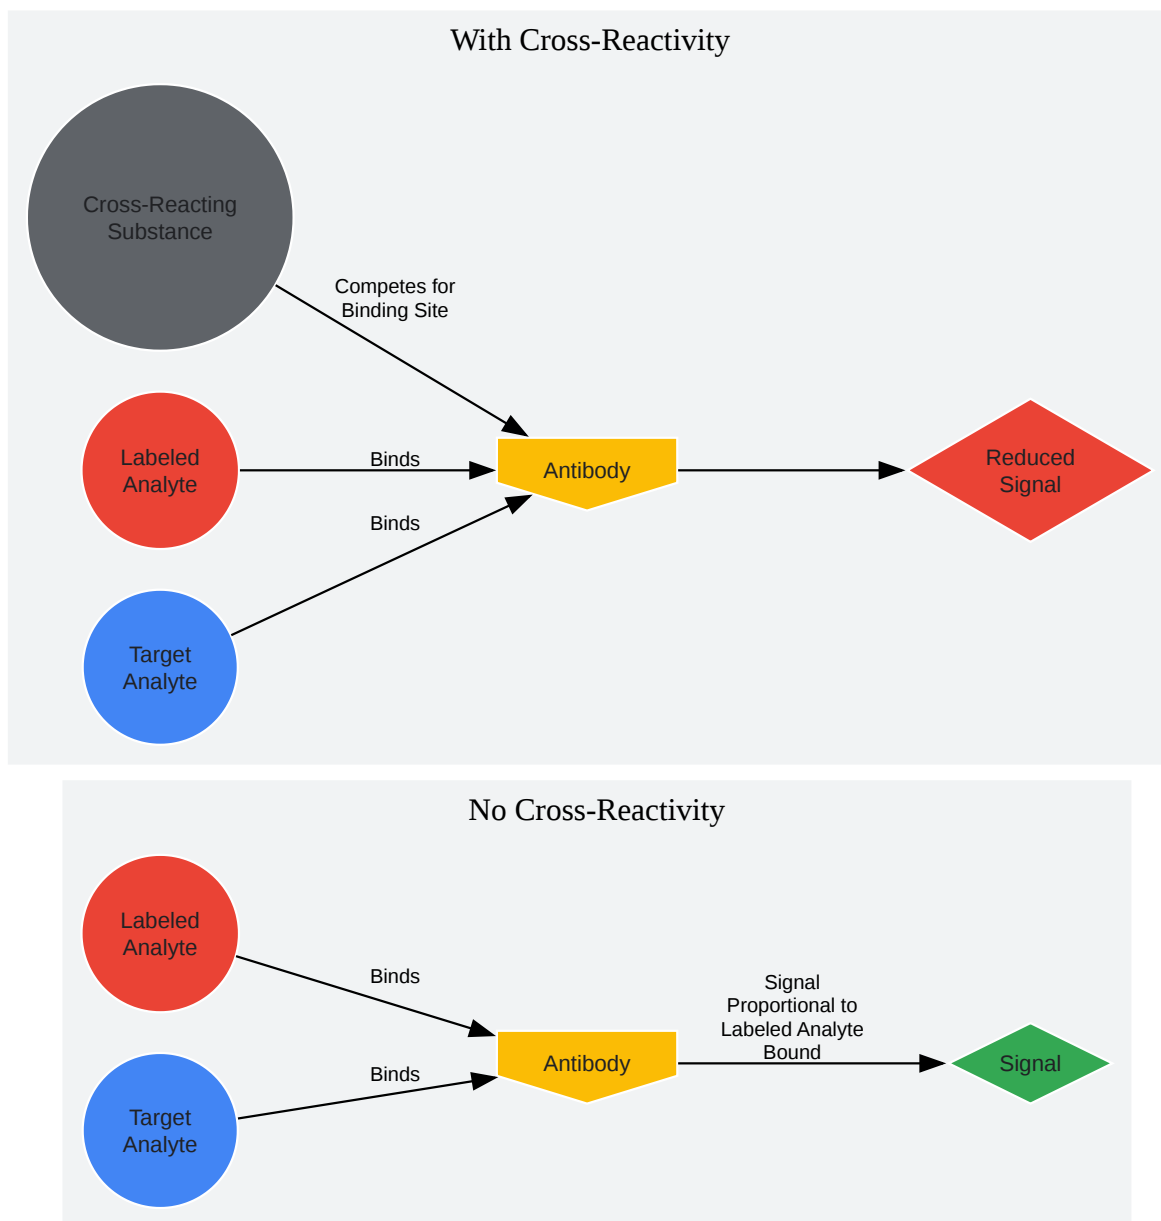 With Cross-Reactivity
Cross-Reacting
Substance
Competes for
Binding Site
Labeled
Analyte
Binds
Antibody
Reduced
Signal
Binds
Target
Analyte
No Cross-Reactivity
Labeled
Analyte
Binds
Signal
Proportional to
Labeled Analyte
Bound
Antibody
Signal
Binds
Target
Analyte